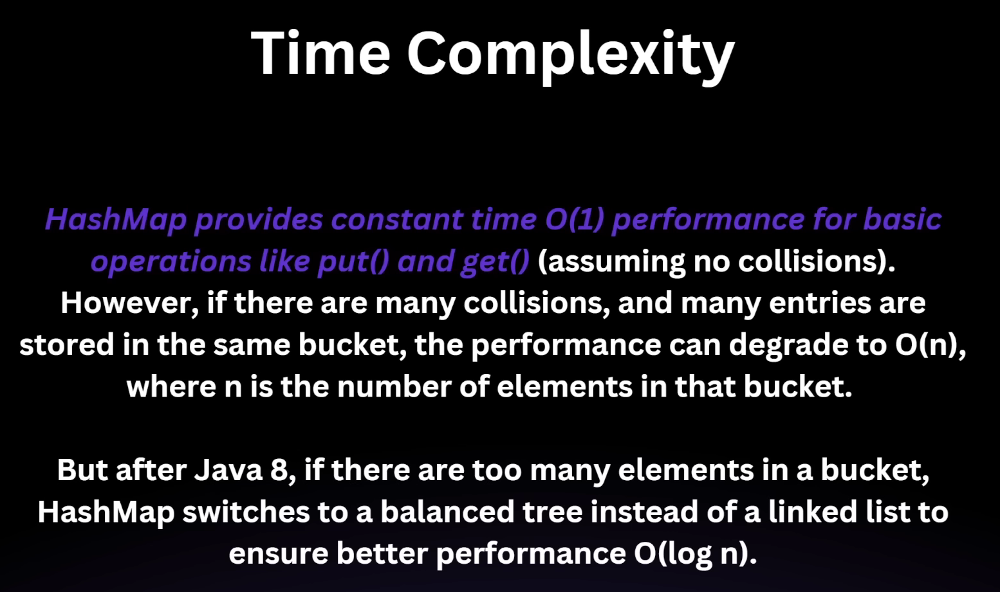 Time Complexity
HashMap provides constant time O(1) performance for basic
operations like put() and get() (assuming no collisions).
However, if there are many collisions, and many entries are
stored in the same bucket, the performance can degrade to O(n),
where n is the number of elements in that bucket.
But after Java 8, if there are too many elements in a bucket,
HashMap switches to a balanced tree instead of a linked list to
ensure better performance O(log n).